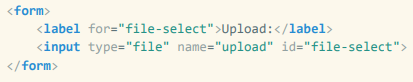 <form>
    <label for="file-select">Upload:</label>
    <input type="file" name="upload" id="file-select">
</form>